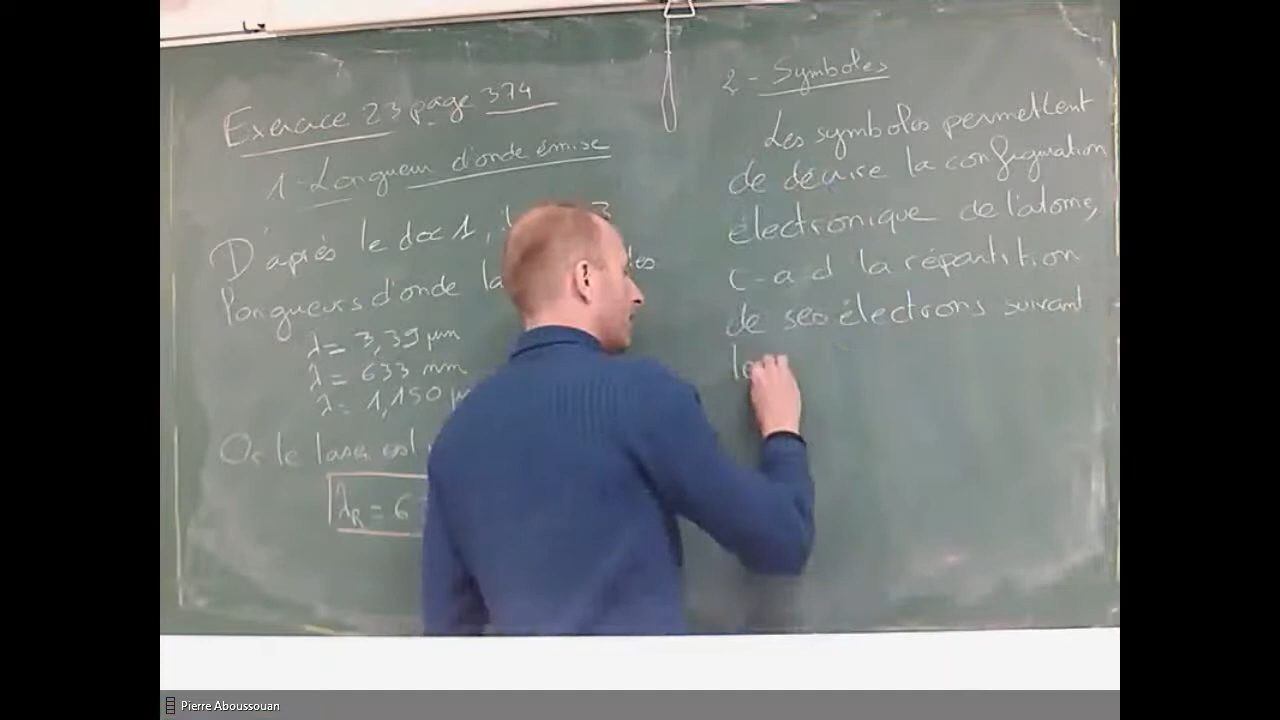 Exercice 23 page 374
1-Longueur d'onde émise
D'après le doc 1, 3
longueurs d'onde la
λ = 3,39 μm
λ = 633 nm
λ = 1,150
Or le laser est
λR = 6
2 - Symboles
Les symboles permettent
de décrire la configuration
électronique de l'atome,
c-a-d la répartition
de ses électrons suivant
le
Pierre Aboussouan